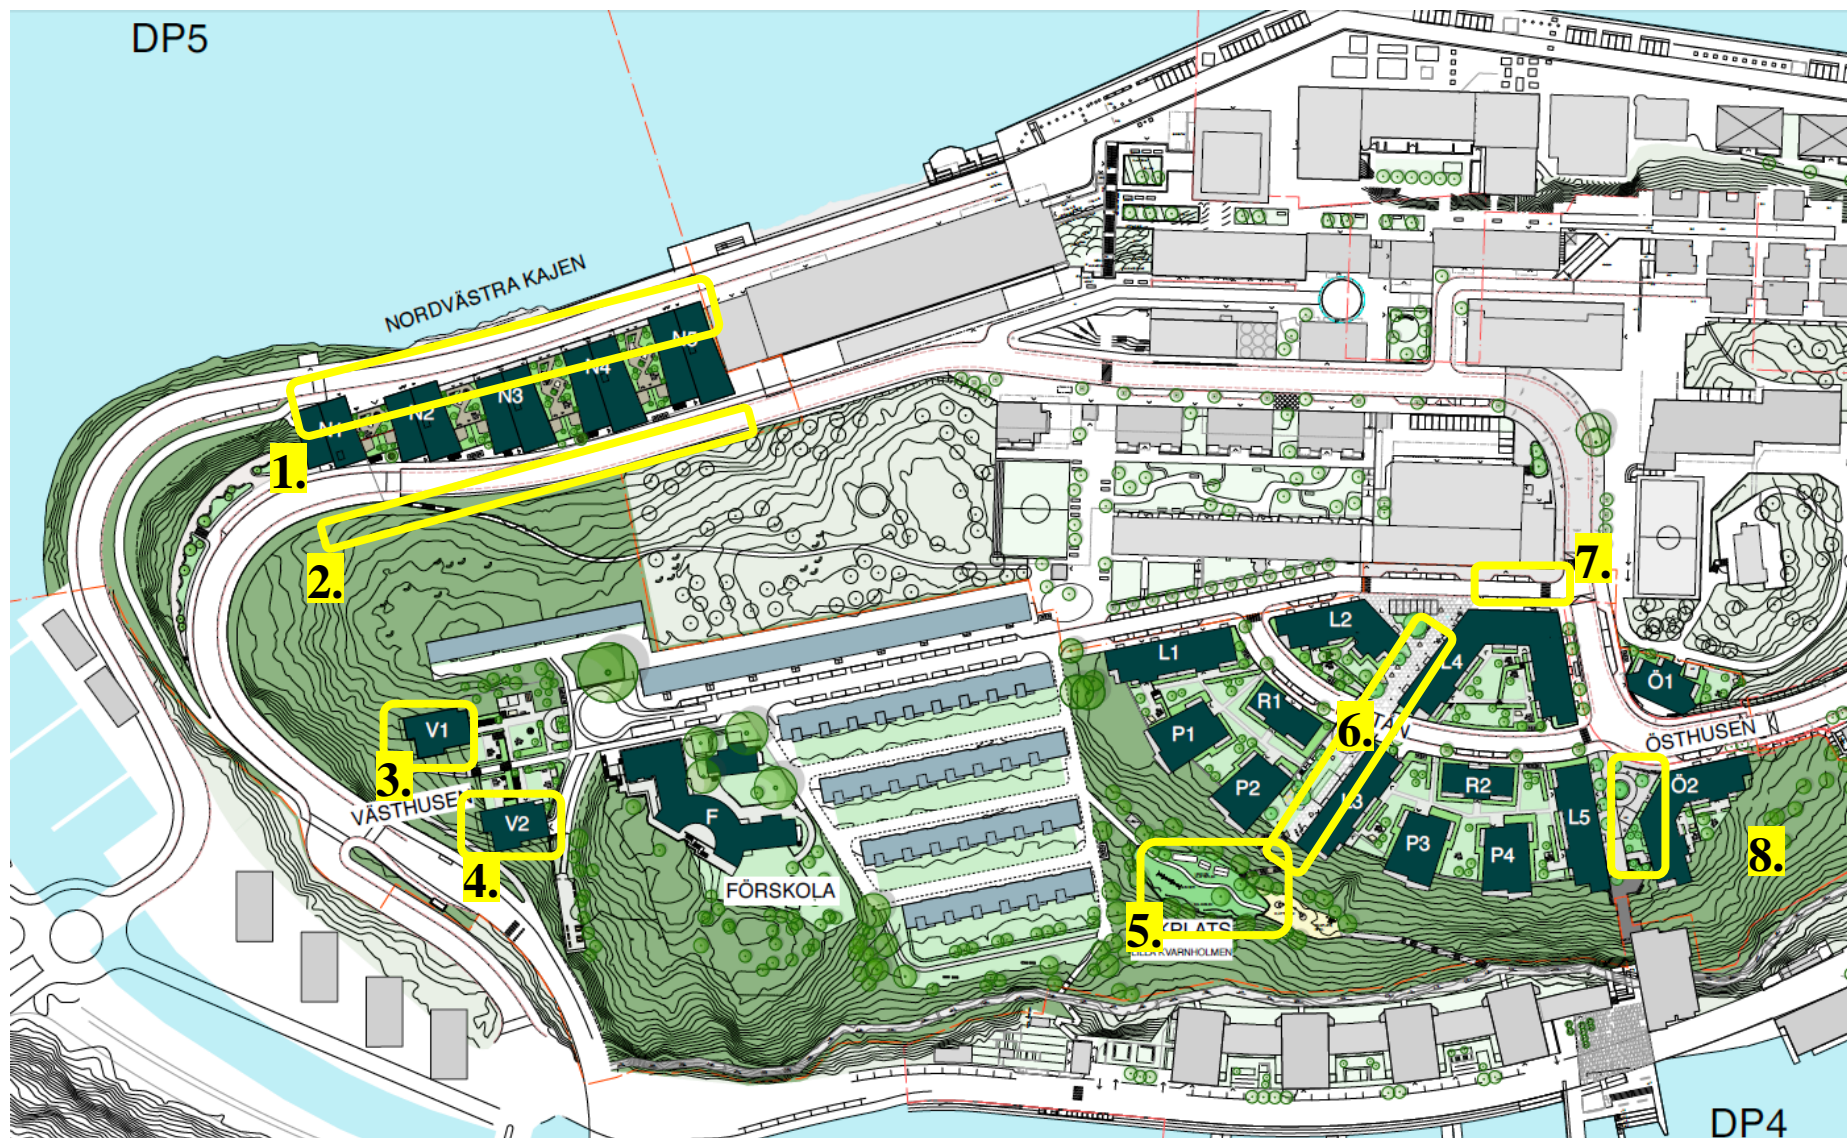 DP5
NORDVÄSTRA KAJEN
N5
N4
N3
N2
N1
1.
2.
7.
L2
L1
L4
Ö1
R1
V1
P1
6.
ÖSTHUSEN
3.
VÄSTHUSEN
R2
Ö2
P2
L3
V2
F
L5
P3
P4
8.
4.
FÖRSKOLA
5.
LILLA KVARNHOLMEN
DP4